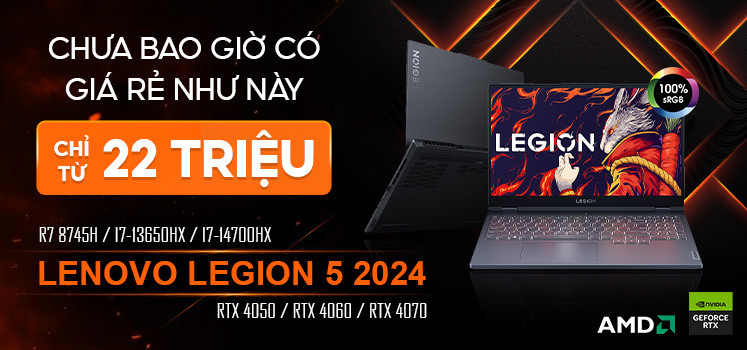 CHƯA BAO GIỜ CÓ
GIÁ RẺ NHƯ NÀY
CHỈ TỪ 22 TRIỆU
R7 8745H / I7-13650HX / I7-14700HX
LENOVO LEGION 5 2024
RTX 4050 / RTX 4060 / RTX 4070
LEGION
LEGION
LEGION
100%
sRGB
AMD
NVIDIA
GEFORCE
RTX